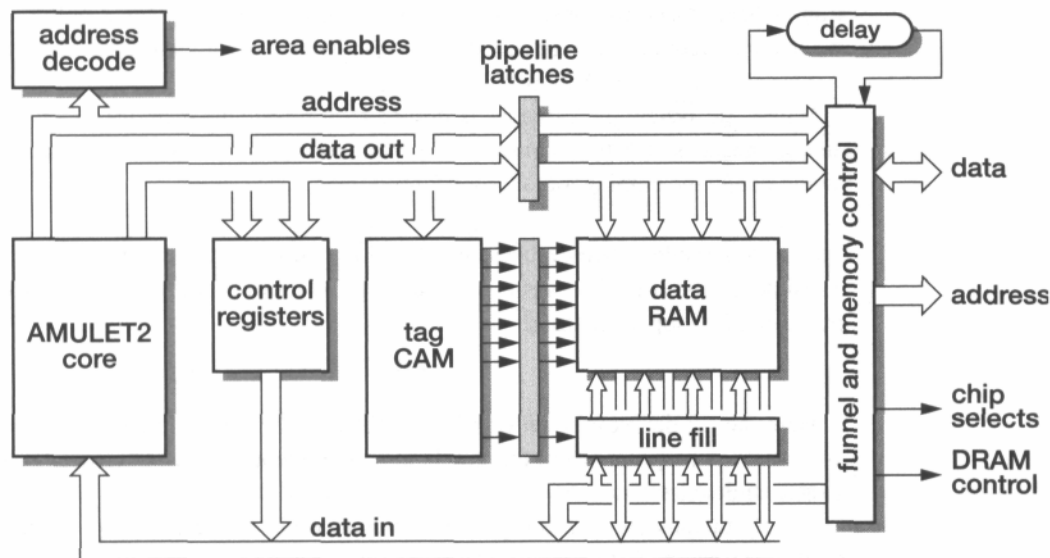 address
decode
area enables
pipeline
latches
delay
address
data out
data
AMULET2
core
control
registers
tag
CAM
data
RAM
line fill
funnel and memory control
address
chip
selects
DRAM
control
data in